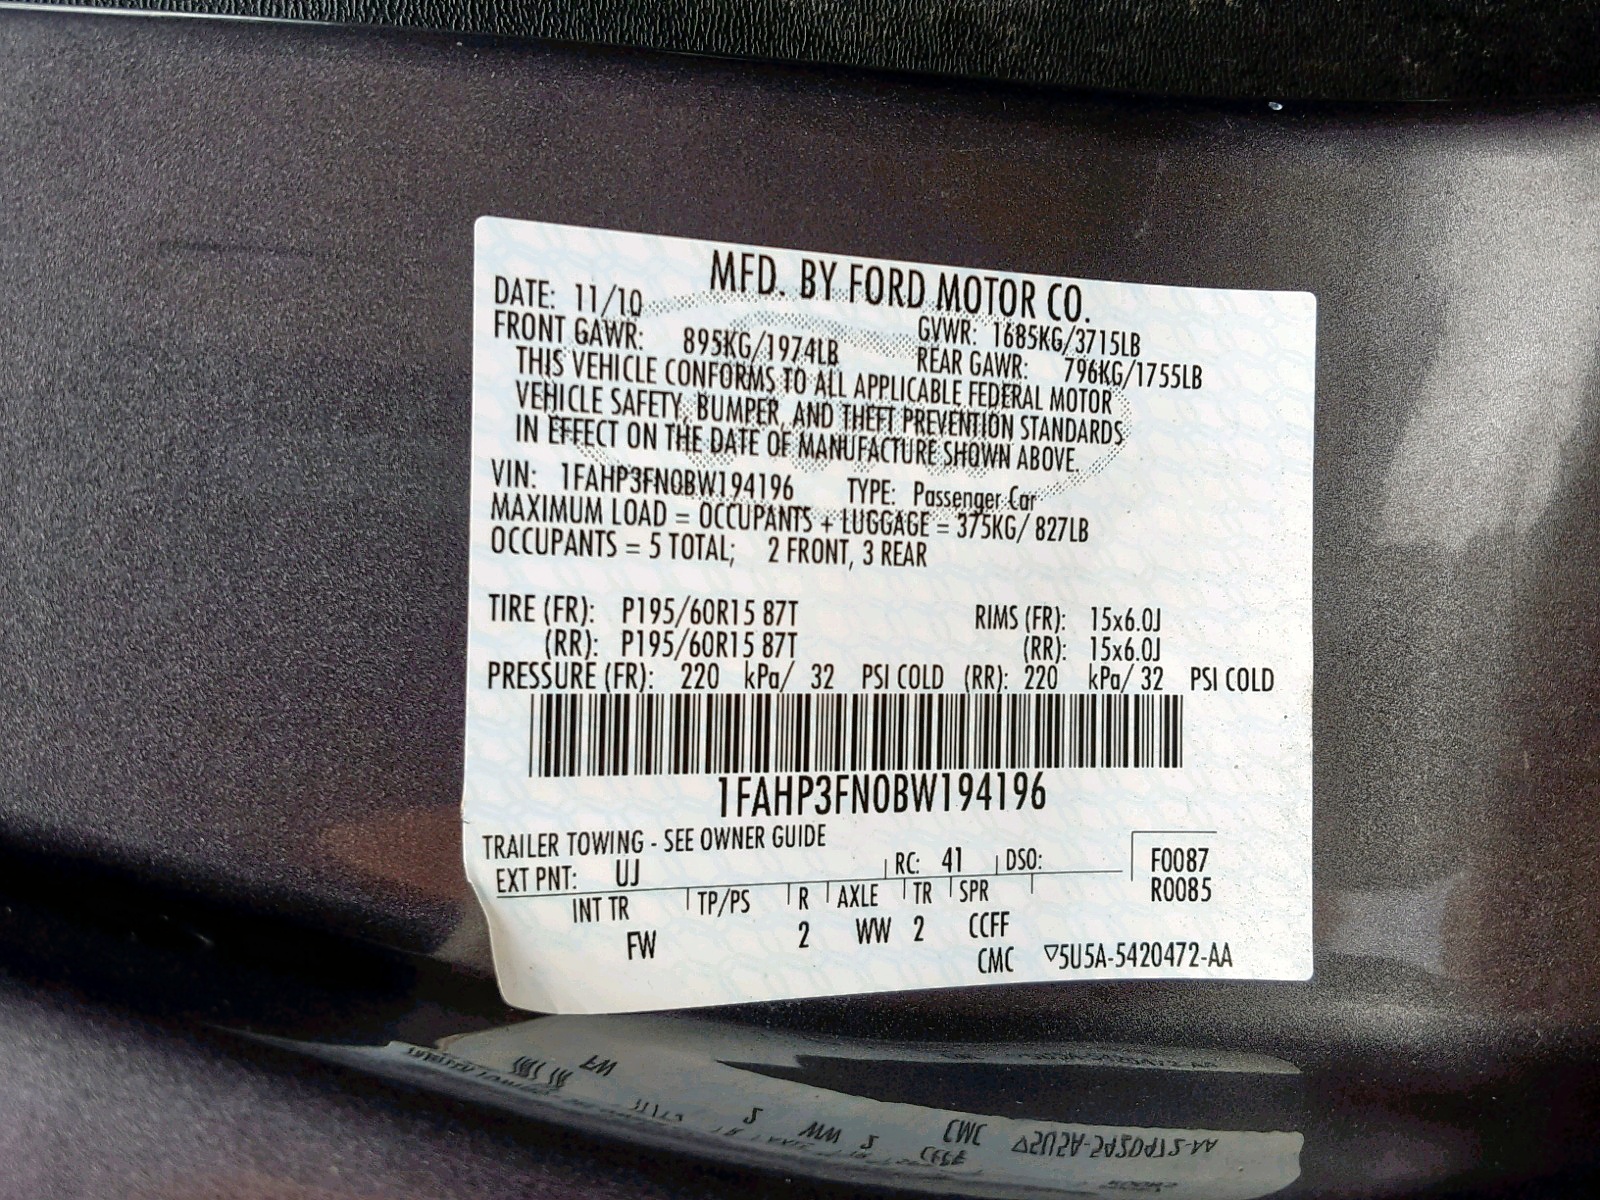 MFD. BY FORD MOTOR CO.
DATE: 11/10
GVWR: 1685KG/3715LB
FRONT GAWR: 895KG/1974LB REAR GAWR: 796KG/1755LB
THIS VEHICLE CONFORMS TO ALL APPLICABLE FEDERAL MOTOR
VEHICLE SAFETY, BUMPER, AND THEFT PREVENTION STANDARDS
IN EFFECT ON THE DATE OF MANUFACTURE SHOWN ABOVE.
VIN: 1FAHP3FN0BW194196 TYPE: Passenger Car
MAXIMUM LOAD = OCCUPANTS + LUGGAGE = 375KG/ 827LB
OCCUPANTS = 5 TOTAL; 2 FRONT, 3 REAR
TIRE (FR): P195/60R15 87T RIMS (FR): 15x6.0J
(RR): P195/60R15 87T (RR): 15x6.0J
PRESSURE (FR): 220 kPa/ 32 PSI COLD (RR): 220 kPa/ 32 PSI COLD
1FAHP3FN0BW194196
TRAILER TOWING - SEE OWNER GUIDE
EXT PNT: UJ RC: 41 DSO: F0087
R0085
INT TR TP/PS R AXLE TR SPR
FW 2 WW 2 CCFF
CMC ▽5U5A-5420472-AA